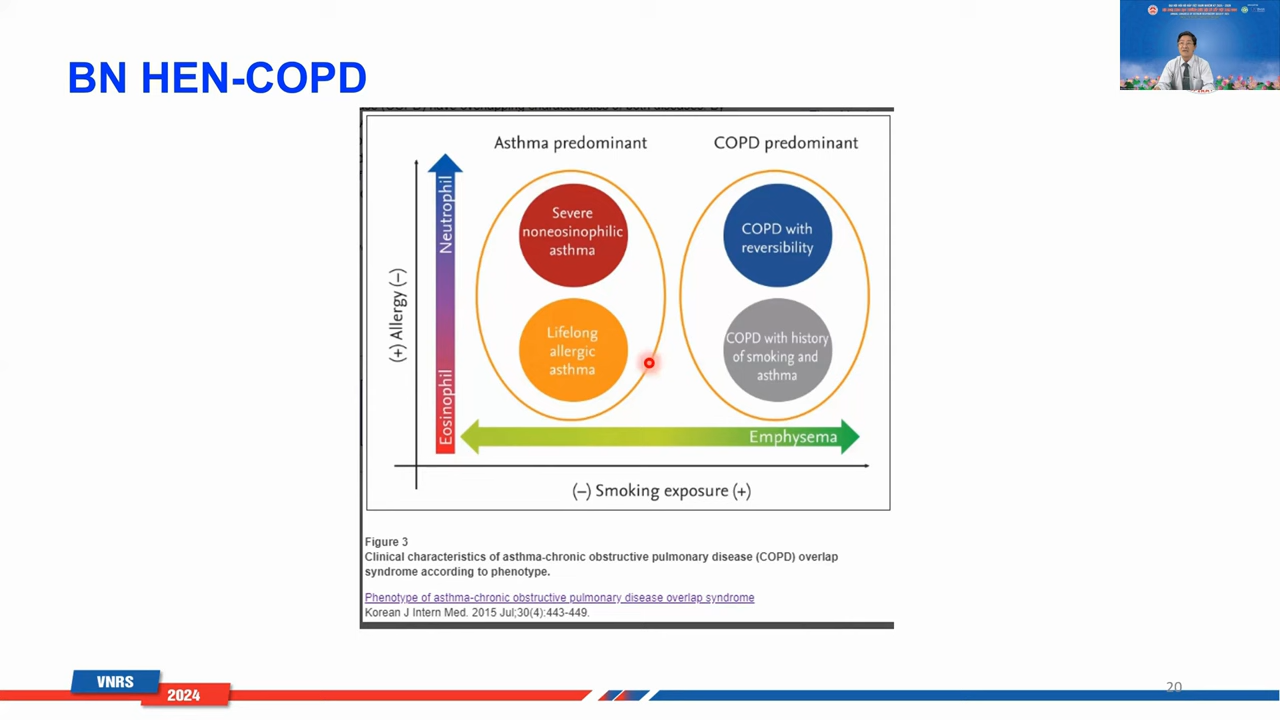 BN HEN-COPD
Asthma predominant
COPD predominant
Neutrophil
Eosinophil
(+) Allergy (–)
Severe
noneosinophilic
asthma
COPD with
reversibility
Lifelong
allergic
asthma
COPD with history
of smoking and
asthma
Emphysema
(–) Smoking exposure (+)
Figure 3
Clinical characteristics of asthma-chronic obstructive pulmonary disease (COPD) overlap
syndrome according to phenotype.
Phenotype of asthma-chronic obstructive pulmonary disease overlap syndrome
Korean J Intern Med. 2015 Jul;30(4):443-449.
VNRS
2024
20